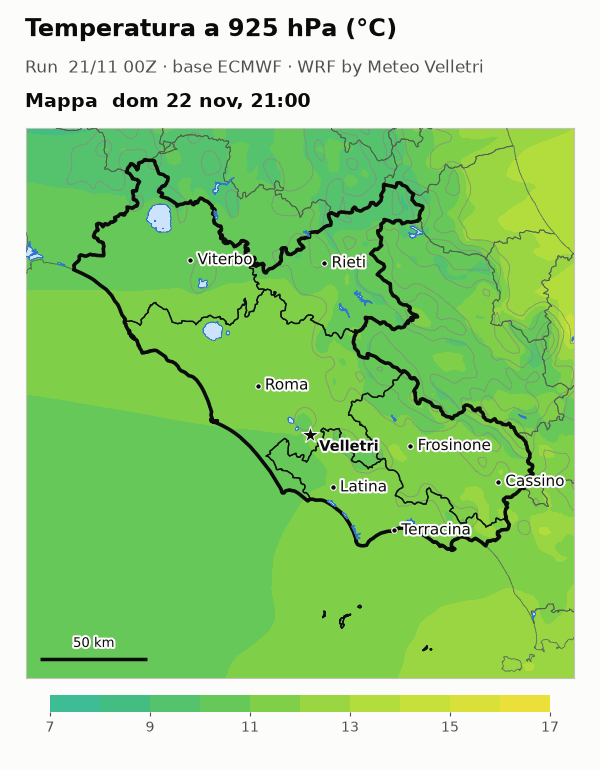 Temperatura a 925 hPa (°C)
Run 21/11 00Z · base ECMWF · WRF by Meteo Velletri
Mappa dom 22 nov, 21:00
Viterbo
Rieti
Roma
Velletri
Frosinone
Latina
Cassino
Terracina
50 km
7 9 11 13 15 17